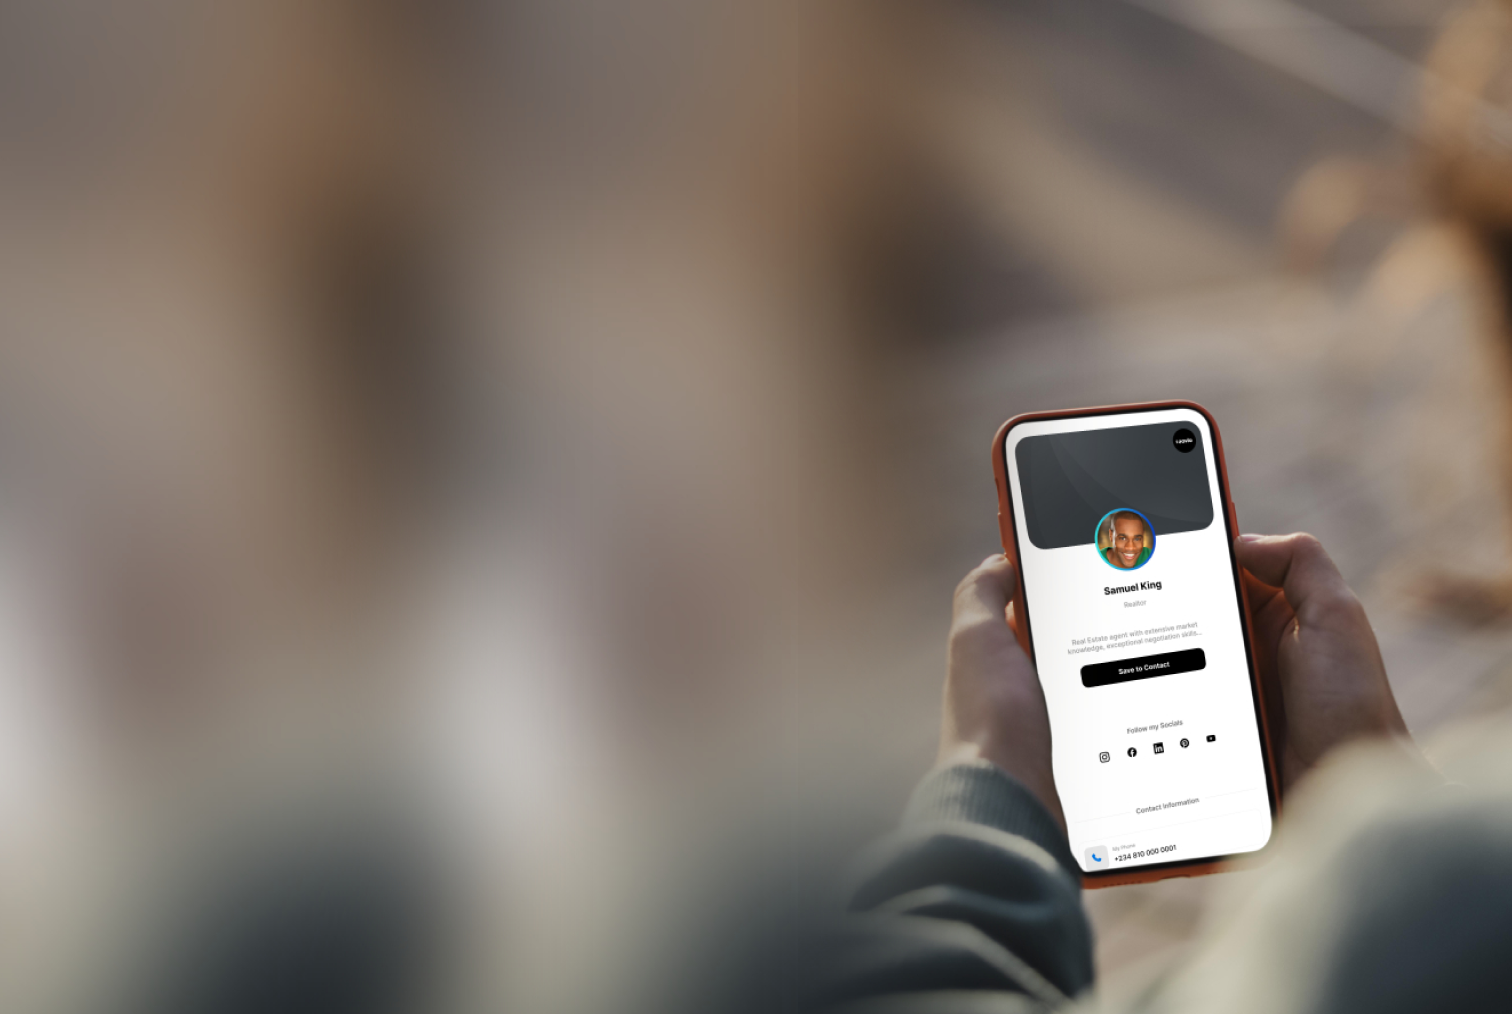 Samuel King
Realtor
Real Estate agent with extensive market
knowledge, exceptional negotiation skills...
Save to Contact
Follow my Socials
in
Contact Information
My Phone
+234 810 000 0001